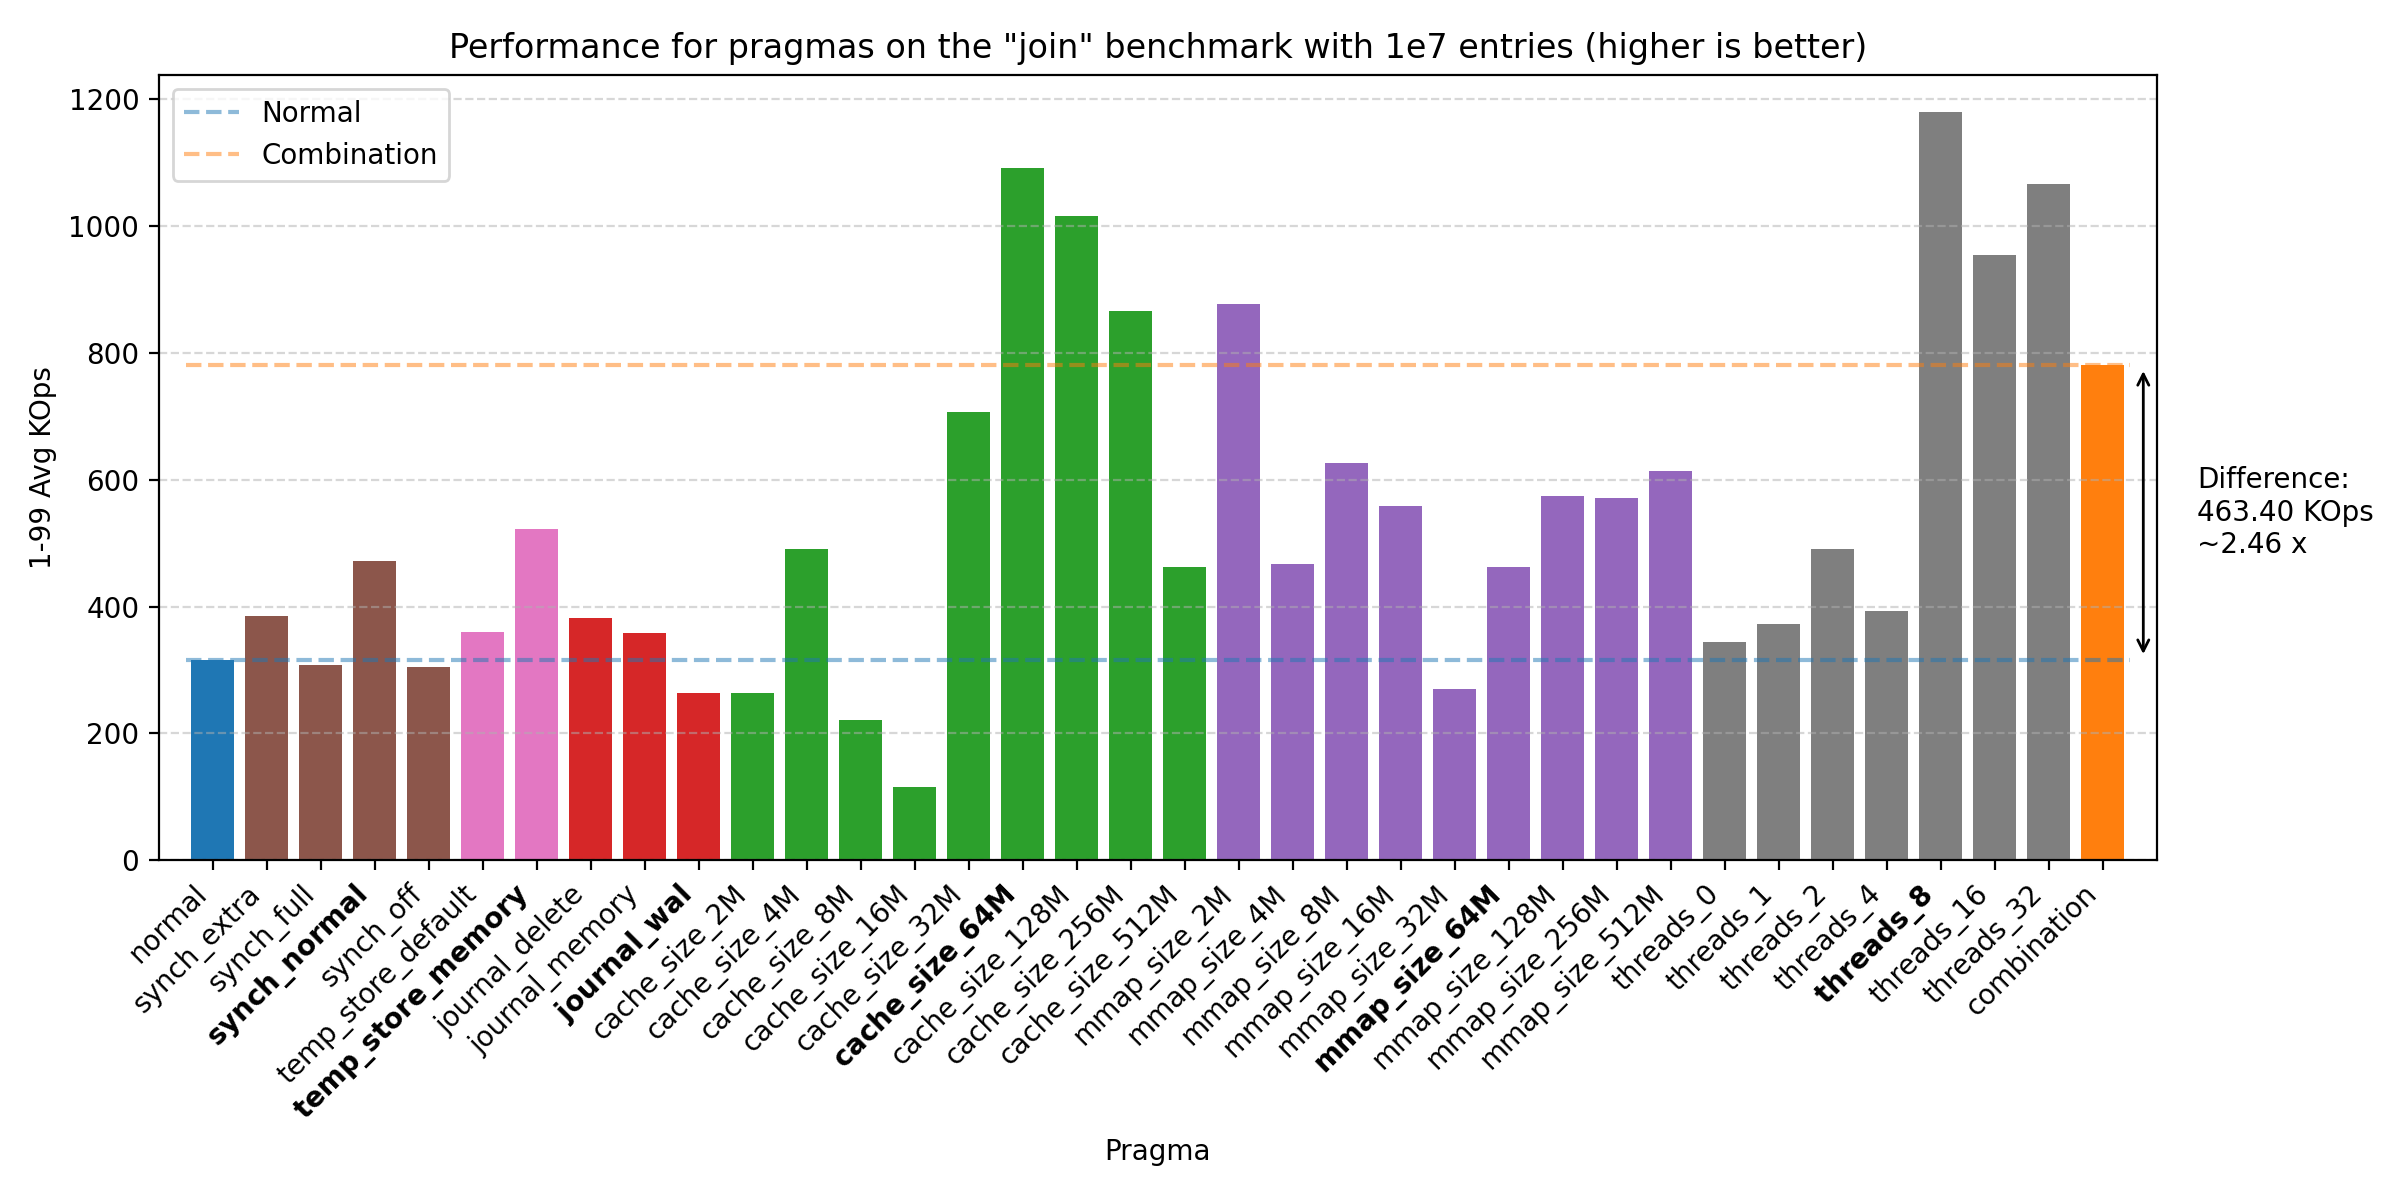 Performance for pragmas on the "join" benchmark with 1e7 entries (higher is better)
Normal
Combination
1200
1000
800
600
400
200
0
1-99 Avg KOps
Difference:
463.40 KOps
~2.46 x
normal
synch_extra
synch_full
synch_normal
synch_off
temp_store_default
temp_store_memory
journal_delete
journal_memory
journal_wal
cache_size_2M
cache_size_4M
cache_size_8M
cache_size_16M
cache_size_32M
cache_size_64M
cache_size_128M
cache_size_256M
cache_size_512M
mmap_size_2M
mmap_size_4M
mmap_size_8M
mmap_size_16M
mmap_size_32M
mmap_size_64M
mmap_size_128M
mmap_size_256M
mmap_size_512M
threads_0
threads_1
threads_2
threads_4
threads_8
threads_16
threads_32
combination
Pragma